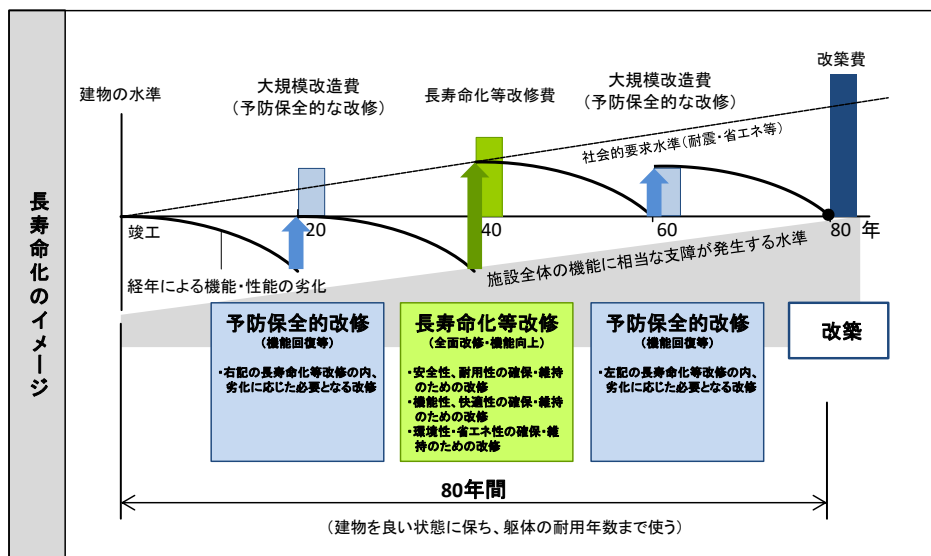 長寿命化のイメージ
建物の水準
大規模改造費
（予防保全的な改修）
長寿命化等改修費
大規模改造費
（予防保全的な改修）
改築費
社会的要求水準（耐震・省エネ等）
竣工
20
40
60
80
年
経年による機能・性能の劣化
施設全体の機能に相当な支障が発生する水準
予防保全的改修
（機能回復等）
・右記の長寿命化等改修の内、
劣化に応じた必要となる改修
長寿命化等改修
（全面改修・機能向上）
・安全性、耐用性の確保・維持
のための改修
・機能性、快適性の確保・維持
のための改修
・環境性・省エネ性の確保・維
持のための改修
予防保全的改修
（機能回復等）
・左記の長寿命化等改修の内、
劣化に応じた必要となる改修
改築
80年間
（建物を良い状態に保ち、躯体の耐用年数まで使う）